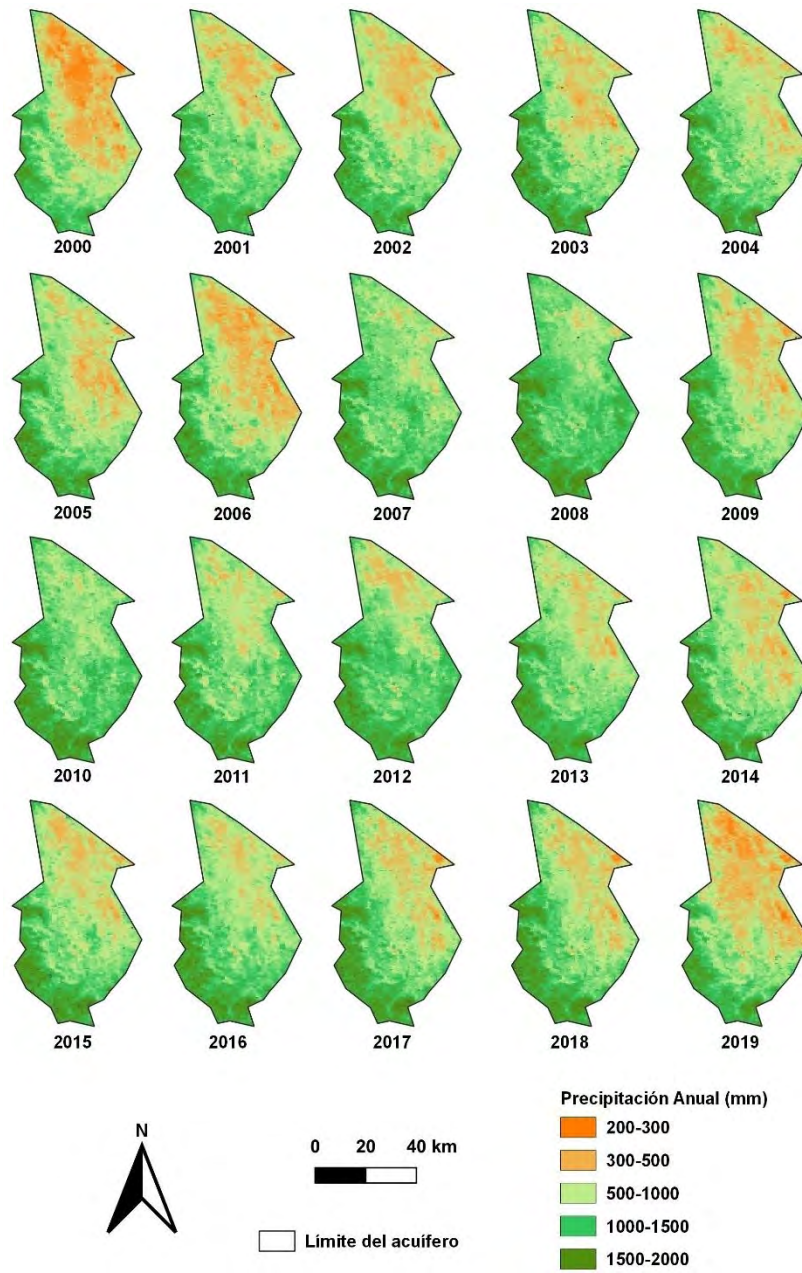 2000 2001 2002 2003 2004
2005 2006 2007 2008 2009
2010 2011 2012 2013 2014
2015 2016 2017 2018 2019
N
0 20 40 km
Límite del acuífero
Precipitación Anual (mm)
200-300
300-500
500-1000
1000-1500
1500-2000